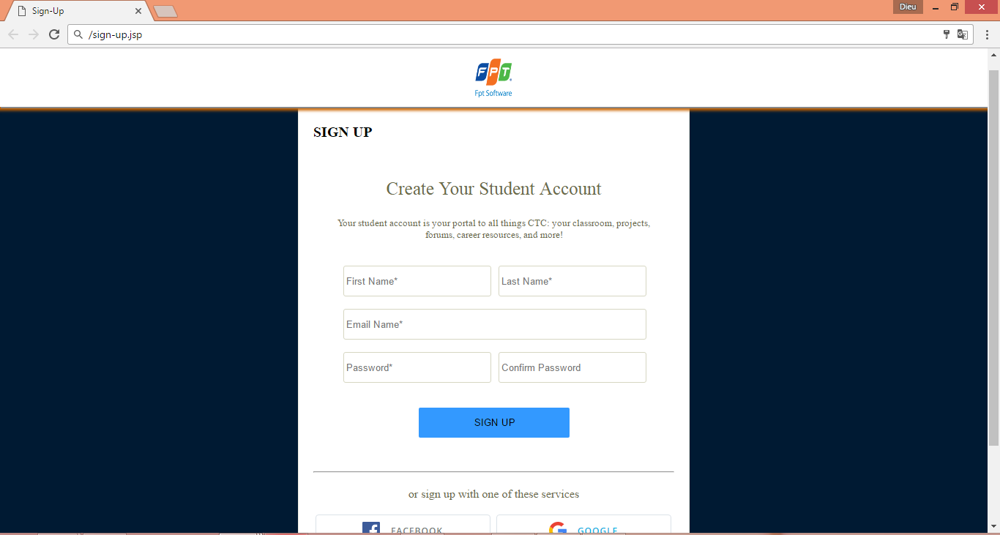 Sign-Up
Dieu
/sign-up.jsp
FPT
Fpt Software
SIGN UP
Create Your Student Account
Your student account is your portal to all things CTC: your classroom, projects,
forums, career resources, and more!
First Name* Last Name*
Email Name*
Password* Confirm Password
SIGN UP
or sign up with one of these services
FACEBOOK GOOGLE